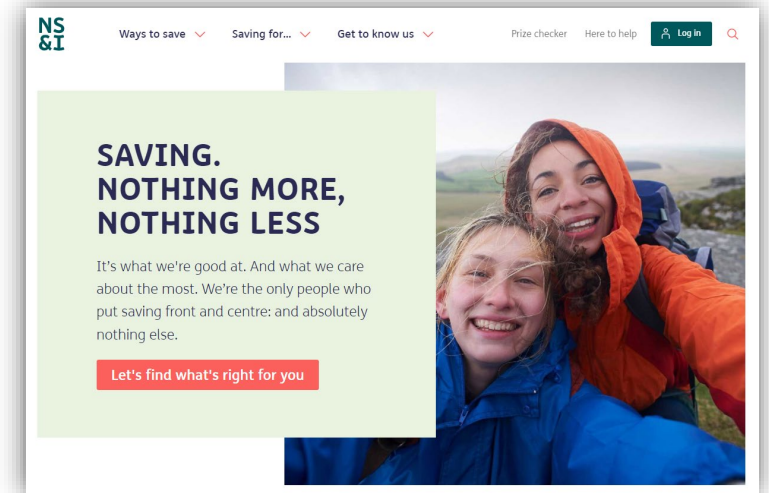 NS
&I
Ways to save
Saving for...
Get to know us
Prize checker
Here to help
Log in
SAVING.
NOTHING MORE,
NOTHING LESS
It's what we're good at. And what we care
about the most. We're the only people who
put saving front and centre: and absolutely
nothing else.
Let's find what's right for you